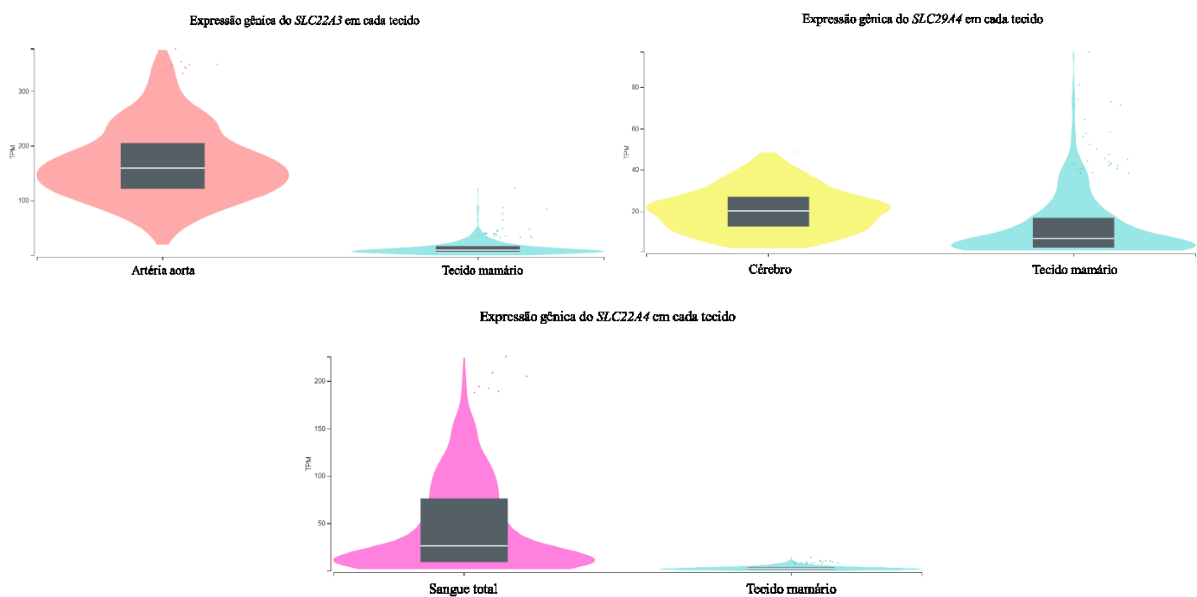 Expressão gênica do SLC22A3 em cada tecido
TPM
300
200
100
Artéria aorta
Tecido mamário
Expressão gênica do SLC29A4 em cada tecido
TPM
80
60
40
20
Cérebro
Tecido mamário
Expressão gênica do SLC22A4 em cada tecido
TPM
200
150
100
50
Sangue total
Tecido mamário